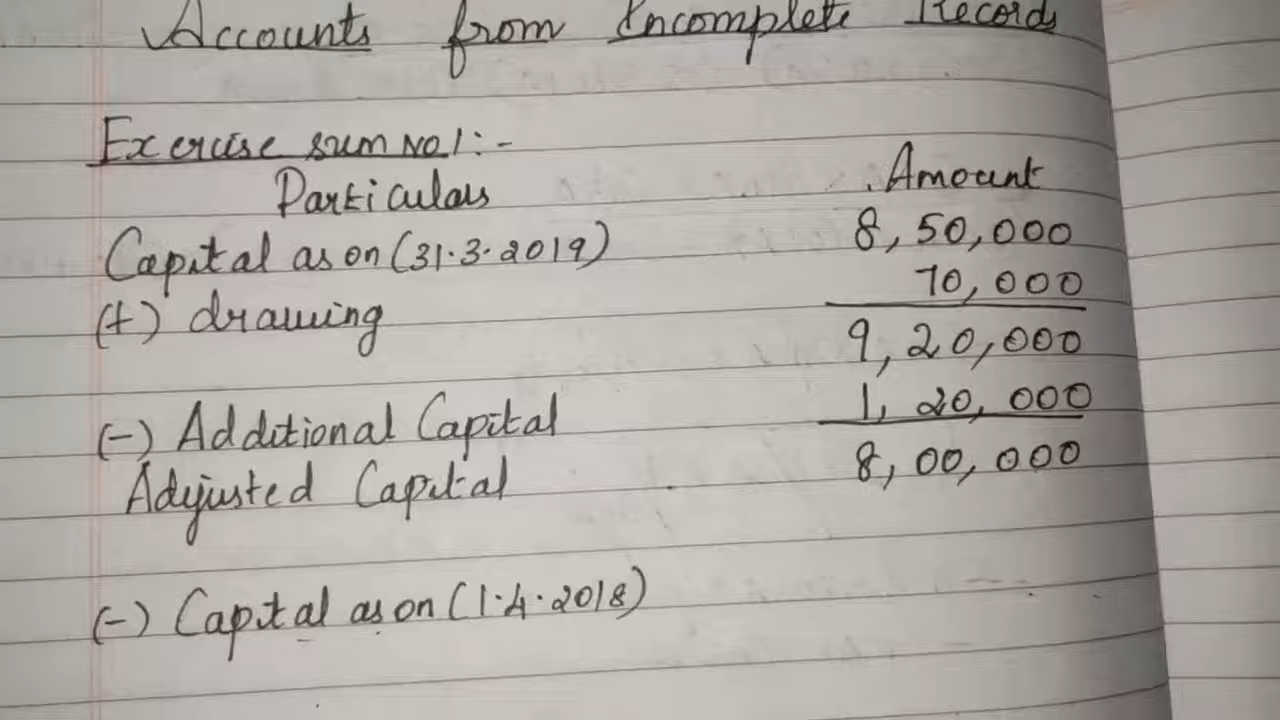 Accounts from Incomplete Records
Exercise sum No 1:-
Particulars Amount
Capital as on (31.3.2019) 8,50,000
(+) drawing 70,000
9,20,000
(-) Additional Capital 1,20,000
Adjusted Capital 8,00,000
(-) Capital as on (1.4.2018)